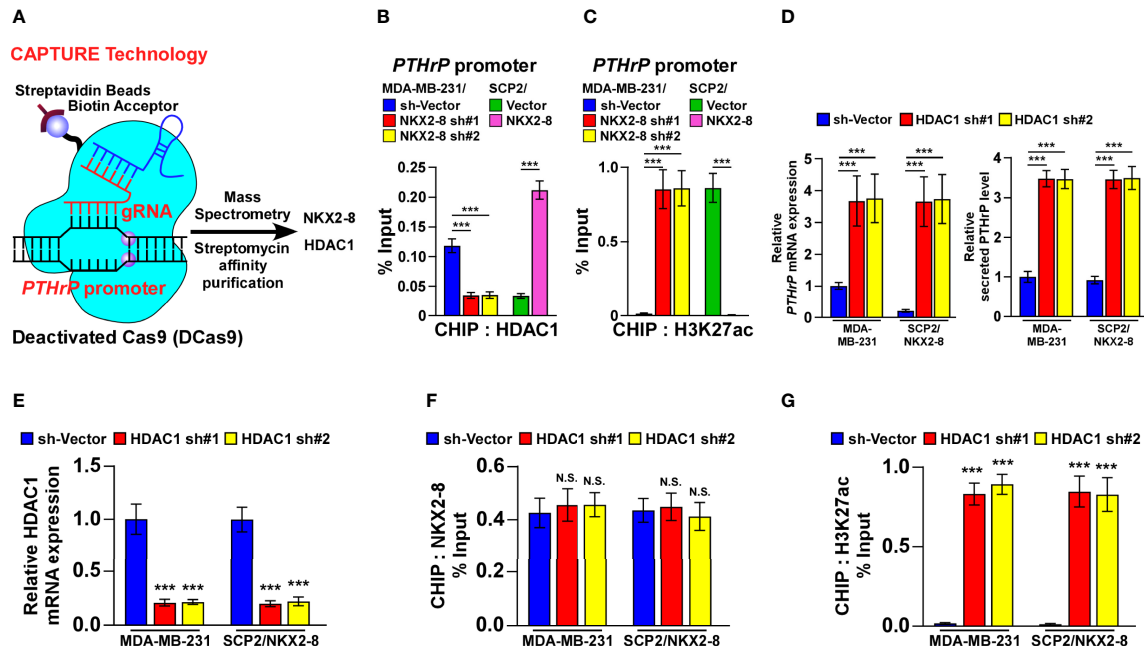 A
CAPTURE Technology
Streptavidin Beads
Biotin Acceptor
gRNA
PTHrP promoter
Deactivated Cas9 (DCas9)
Mass
Spectrometry
Streptomycin
affinity
purification
NKX2-8
HDAC1
B
PTHrP promoter
MDA-MB-231/
sh-Vector
NKX2-8 sh#1
NKX2-8 sh#2
SCP2/
Vector
NKX2-8
% Input
0.25
0.20
0.15
0.10
0.05
0
***
***
***
CHIP : HDAC1
C
PTHrP promoter
MDA-MB-231/
sh-Vector
NKX2-8 sh#1
NKX2-8 sh#2
SCP2/
Vector
NKX2-8
% Input
1.0
0.5
0
***
***
***
CHIP : H3K27ac
D
sh-Vector HDAC1 sh#1 HDAC1 sh#2
Relative
PTHrP mRNA expression
5
4
3
2
1
0
*** ***
*** ***
MDA-
MB-231
SCP2/
NKX2-8
Relative
secreted PTHrP level
4
3
2
1
0
*** ***
*** ***
MDA-
MB-231
SCP2/
NKX2-8
E
sh-Vector HDAC1 sh#1 HDAC1 sh#2
Relative HDAC1
mRNA expression
1.5
1.0
0.5
0.0
*** *** *** ***
MDA-MB-231 SCP2/NKX2-8
F
sh-Vector HDAC1 sh#1 HDAC1 sh#2
CHIP : NKX2-8
% Input
0.6
0.4
0.2
0.0
N.S. N.S. N.S. N.S.
MDA-MB-231 SCP2/NKX2-8
G
sh-Vector HDAC1 sh#1 HDAC1 sh#2
CHIP : H3K27ac
% Input
1.0
0.5
0.0
*** *** *** ***
MDA-MB-231 SCP2/NKX2-8